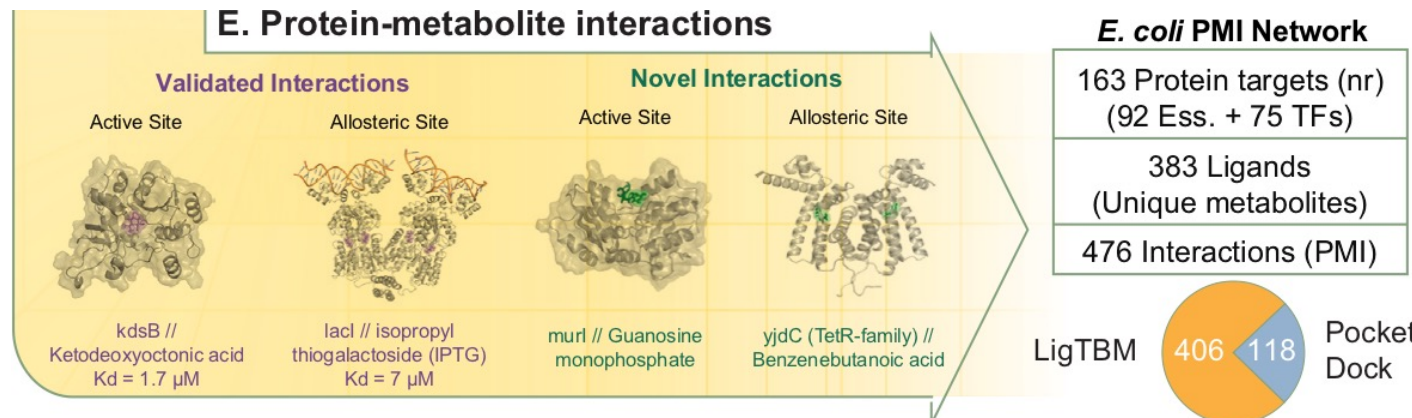 E. Protein-metabolite interactions
Validated Interactions
Novel Interactions
Active Site
Allosteric Site
Active Site
Allosteric Site
kdsB //
Ketodeoxyoctonic acid
Kd = 1.7 µM
lacI // isopropyl
thiogalactoside (IPTG)
Kd = 7 µM
murI // Guanosine
monophosphate
yjdC (TetR-family) //
Benzenebutanoic acid
E. coli PMI Network
163 Protein targets (nr)
(92 Ess. + 75 TFs)
383 Ligands
(Unique metabolites)
476 Interactions (PMI)
LigTBM
406
118
Pocket
Dock